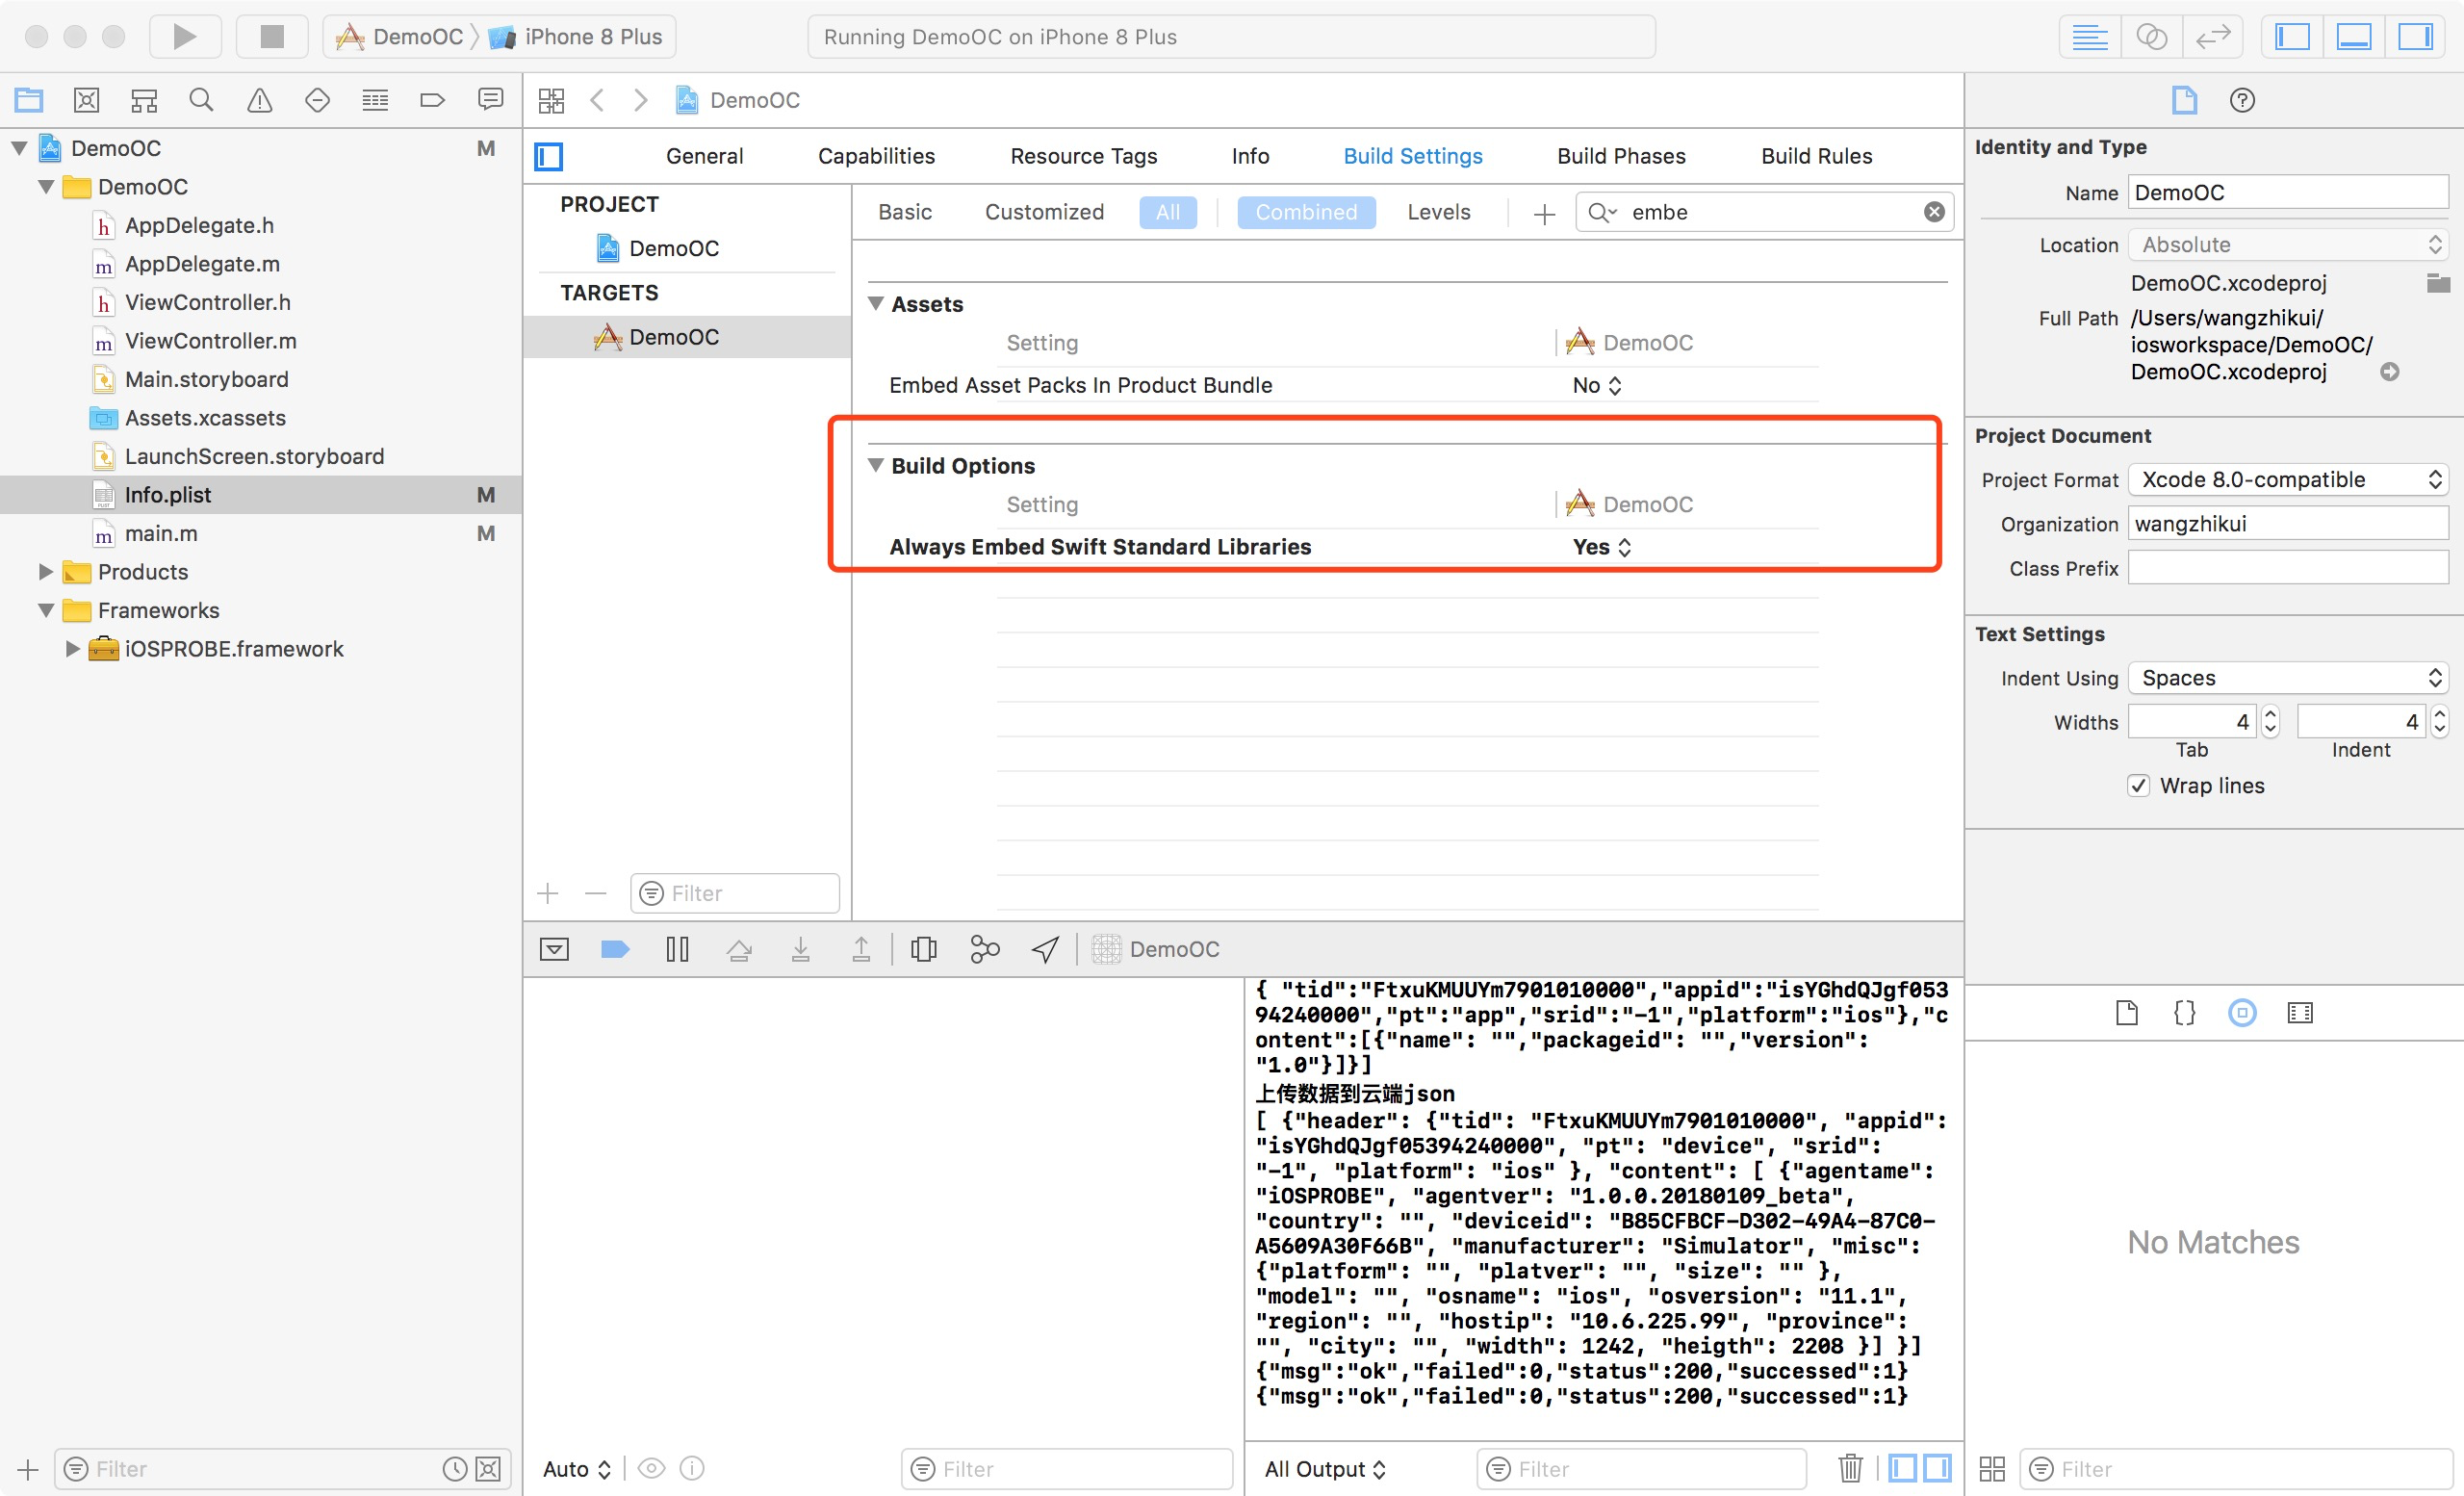 DemoOC
iPhone 8 Plus
Running DemoOC on iPhone 8 Plus
DemoOC
M
DemoOC
AppDelegate.h
AppDelegate.m
ViewController.h
ViewController.m
Main.storyboard
Assets.xcassets
LaunchScreen.storyboard
Info.plist
M
main.m
M
Products
Frameworks
iOSPROBE.framework
Filter
DemoOC
General
Capabilities
Resource Tags
Info
Build Settings
Build Phases
Build Rules
PROJECT
DemoOC
TARGETS
DemoOC
Filter
Basic
Customized
All
Combined
Levels
embe
Assets
Setting
DemoOC
Embed Asset Packs In Product Bundle
No
Build Options
Setting
DemoOC
Always Embed Swift Standard Libraries
Yes
DemoOC
{ "tid":"FtxuKMUUYm7901010000","appid":"isYGhdQJgf053
94240000","pt":"app","srid":"-1","platform":"ios"},"c
ontent":[{"name": "","packageid": "","version":
"1.0"}]}]
上传数据到云端json
[ {"header": {"tid": "FtxuKMUUYm7901010000", "appid":
"isYGhdQJgf05394240000", "pt": "device", "srid":
"-1", "platform": "ios" }, "content": [ {"agentame":
"iOSPROBE", "agentver": "1.0.0.20180109_beta",
"country": "", "deviceid": "B85CFBCF-D302-49A4-87C0-
A5609A30F66B", "manufacturer": "Simulator", "misc":
{"platform": "", "platver": "", "size": "" },
"model": "", "osname": "ios", "osversion": "11.1",
"region": "", "hostip": "10.6.225.99", "province":
"", "city": "", "width": 1242, "heigth": 2208 }] }]
{"msg":"ok","failed":0,"status":200,"successed":1}
{"msg":"ok","failed":0,"status":200,"successed":1}
Auto
Filter
All Output
Filter
Identity and Type
Name
DemoOC
Location
Absolute
DemoOC.xcodeproj
Full Path
/Users/wangzhikui/
iosworkspace/DemoOC/
DemoOC.xcodeproj
Project Document
Project Format
Xcode 8.0-compatible
Organization
wangzhikui
Class Prefix
Text Settings
Indent Using
Spaces
Widths
4
4
Tab
Indent
Wrap lines
No Matches
Filter